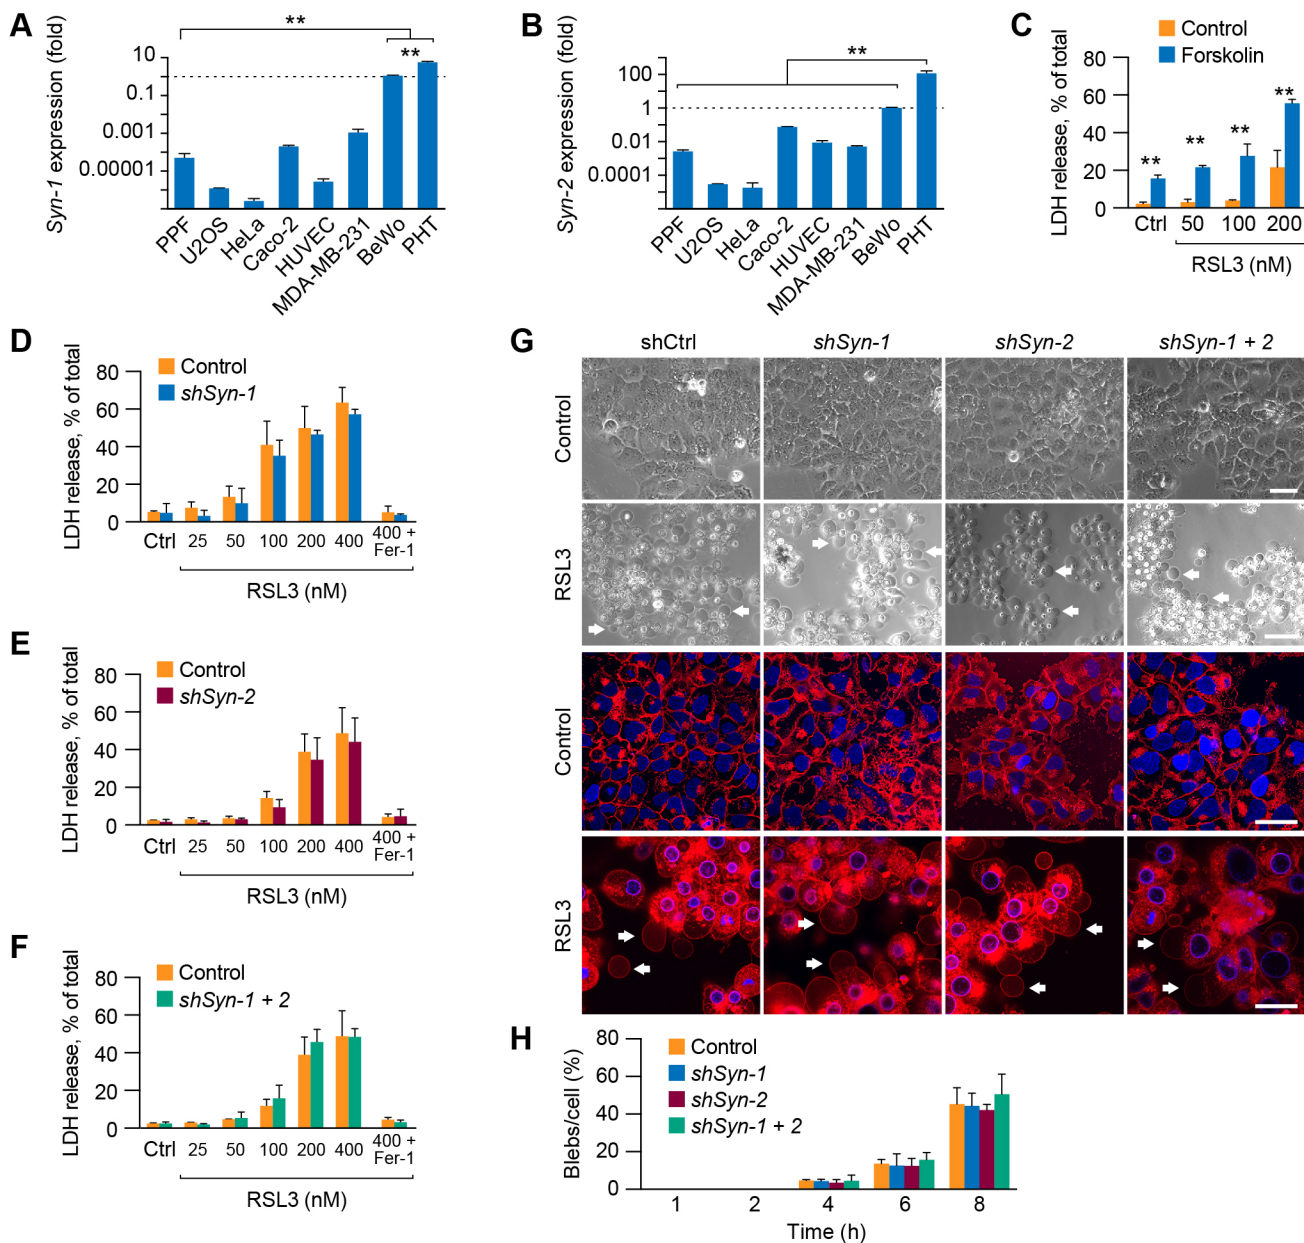 A
Syn-1 expression (fold)
**
**
10
0.1
0.001
0.00001
PPF
U2OS
HeLa
Caco-2
HUVEC
MDA-MB-231
BeWo
PHT
B
Syn-2 expression (fold)
**
100
1
0.01
0.0001
PPF
U2OS
HeLa
Caco-2
HUVEC
MDA-MB-231
BeWo
PHT
C
Control
Forskolin
LDH release, % of total
80
60
40
20
0
**
**
**
**
Ctrl
50
100
200
RSL3 (nM)
D
Control
shSyn-1
LDH release, % of total
80
60
40
20
0
Ctrl
25
50
100
200
400
400 +
Fer-1
RSL3 (nM)
E
Control
shSyn-2
LDH release, % of total
80
60
40
20
0
Ctrl
25
50
100
200
400
400 +
Fer-1
RSL3 (nM)
F
Control
shSyn-1 + 2
LDH release, % of total
80
60
40
20
0
Ctrl
25
50
100
200
400
400 +
Fer-1
RSL3 (nM)
G
shCtrl
shSyn-1
shSyn-2
shSyn-1 + 2
Control
RSL3
Control
RSL3
H
Control
shSyn-1
shSyn-2
shSyn-1 + 2
Blebs/cell (%)
80
60
40
20
0
1
2
4
6
8
Time (h)